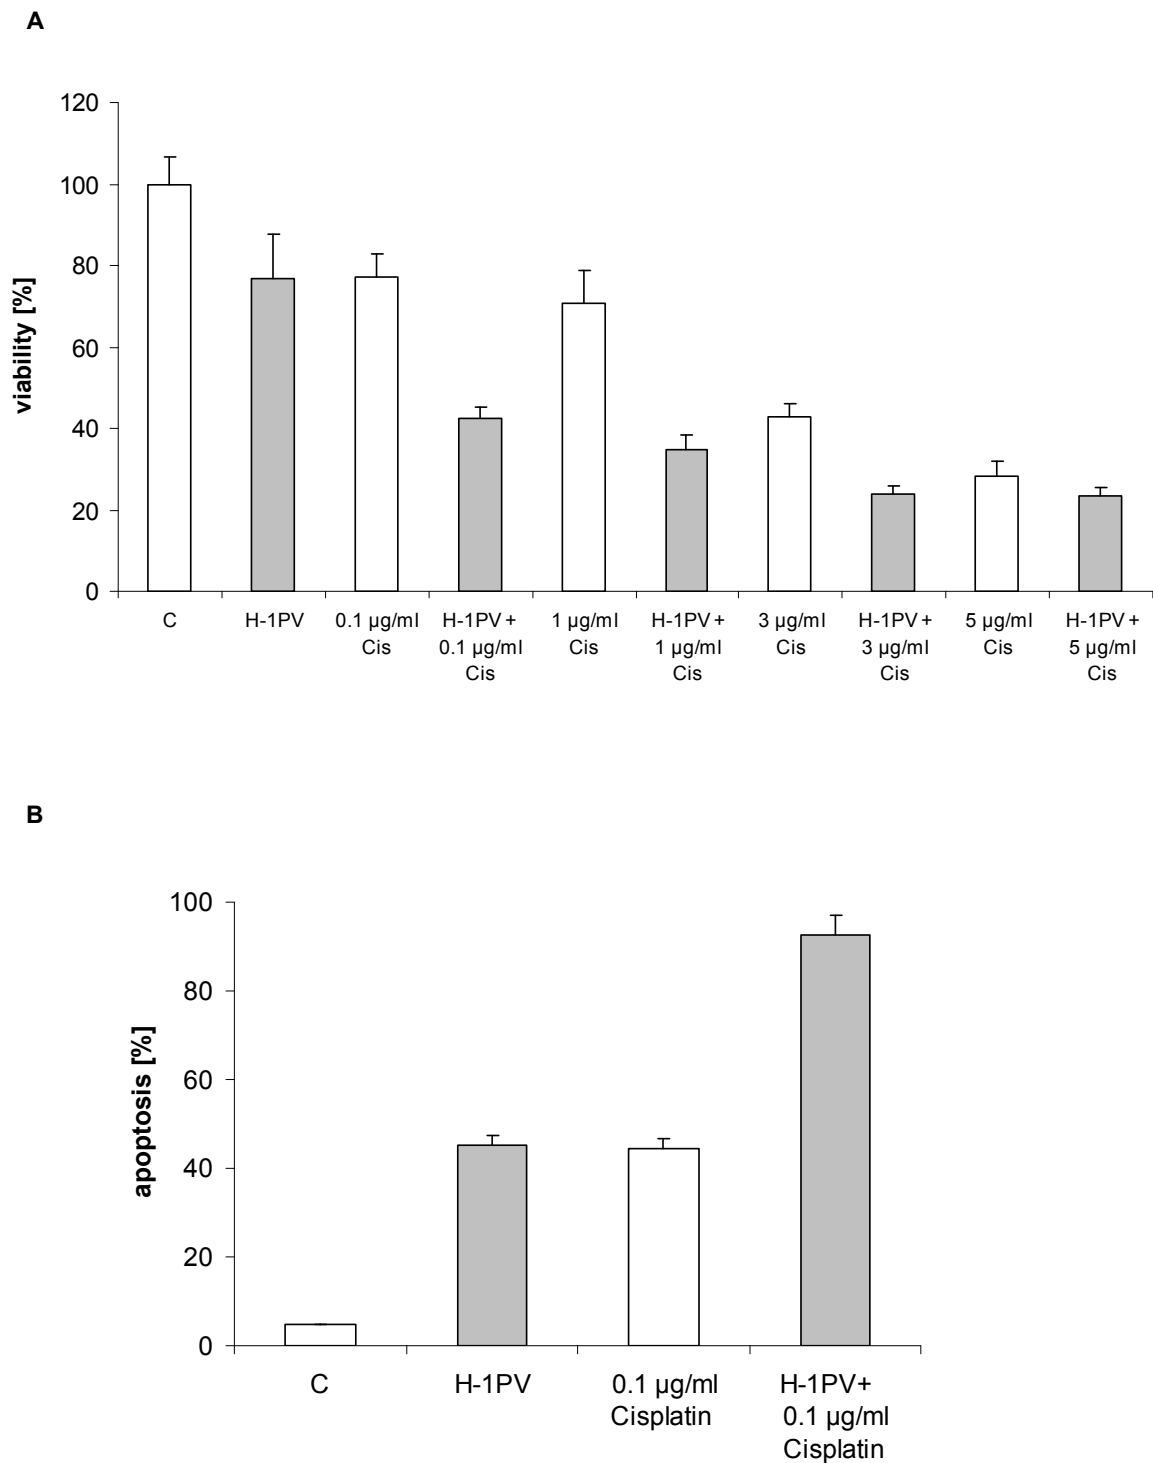 A
120
100
80
60
40
20
0
viability [%]
C
H-1PV
0.1 µg/ml
Cis
H-1PV +
0.1 µg/ml
Cis
1 µg/ml
Cis
H-1PV +
1 µg/ml
Cis
3 µg/ml
Cis
H-1PV +
3 µg/ml
Cis
5 µg/ml
Cis
H-1PV +
5 µg/ml
Cis
B
100
80
60
40
20
0
apoptosis [%]
C
H-1PV
0.1 µg/ml
Cisplatin
H-1PV+
0.1 µg/ml
Cisplatin